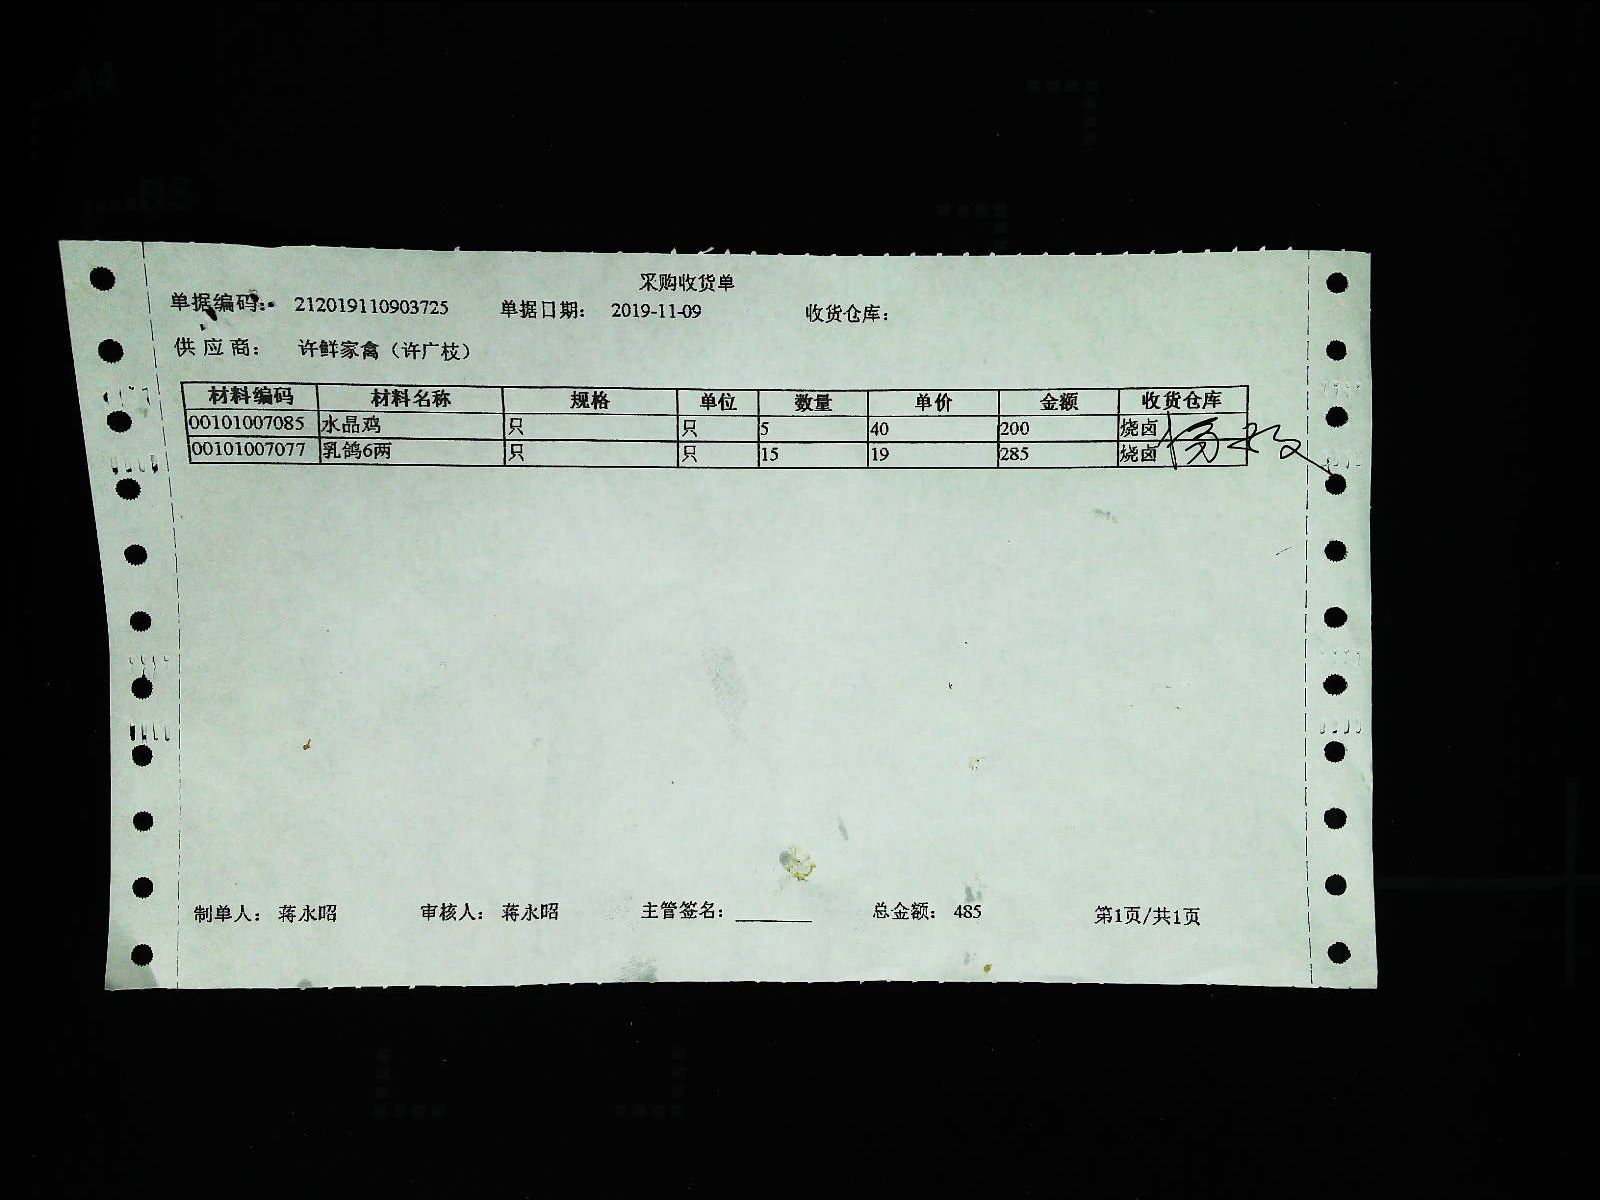 采购收货单
单据编码： 212019110903725 单据日期： 2019-11-09 收货仓库：
供应商： 许鲜家禽（许广枝）
材料编码 材料名称 规格 单位 数量 单价 金额 收货仓库
00101007085 水晶鸡 只 只 5 40 200 烧卤
00101007077 乳鸽6两 只 只 15 19 285 烧卤
制单人： 蒋永昭 审核人： 蒋永昭 主管签名： 总金额： 485 第1页/共1页